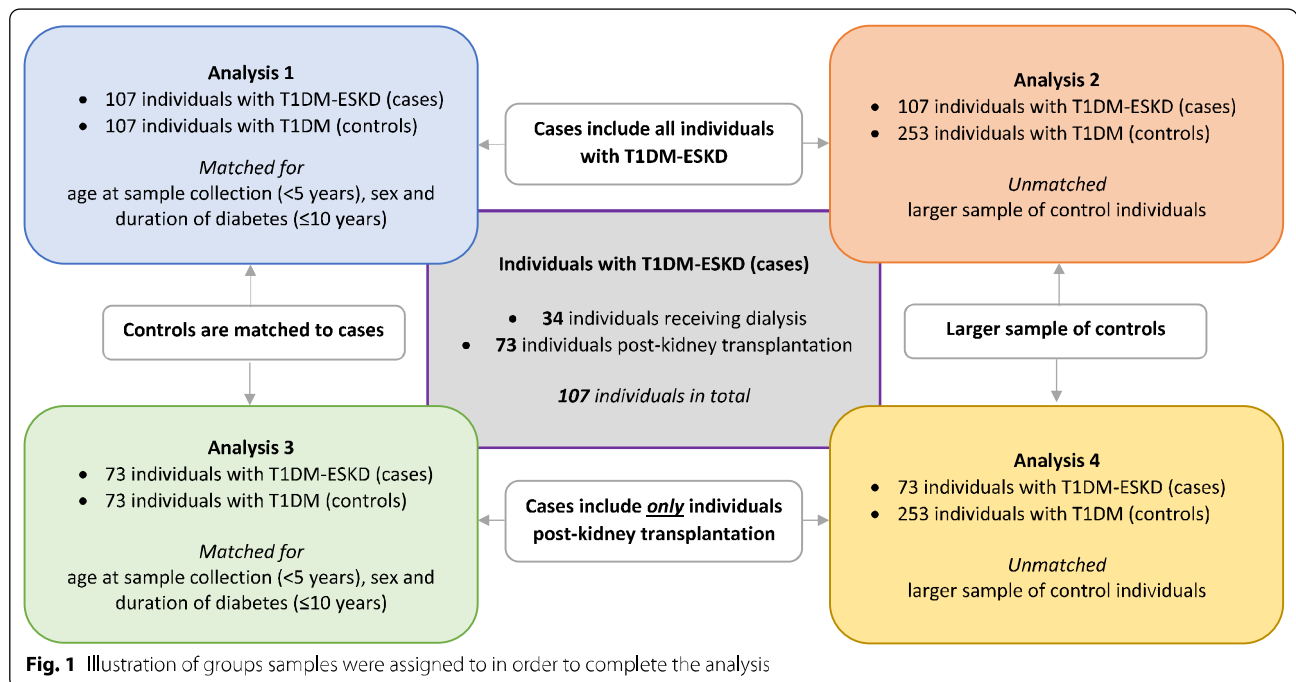 Analysis 1
• 107 individuals with T1DM-ESKD (cases)
• 107 individuals with T1DM (controls)
Matched for
age at sample collection (<5 years), sex and
duration of diabetes (≤10 years)
Cases include all individuals
with T1DM-ESKD
Analysis 2
• 107 individuals with T1DM-ESKD (cases)
• 253 individuals with T1DM (controls)
Unmatched
larger sample of control individuals
Controls are matched to cases
Individuals with T1DM-ESKD (cases)
• 34 individuals receiving dialysis
• 73 individuals post-kidney transplantation
107 individuals in total
Larger sample of controls
Analysis 3
• 73 individuals with T1DM-ESKD (cases)
• 73 individuals with T1DM (controls)
Matched for
age at sample collection (<5 years), sex and
duration of diabetes (≤10 years)
Cases include only individuals
post-kidney transplantation
Analysis 4
• 73 individuals with T1DM-ESKD (cases)
• 253 individuals with T1DM (controls)
Unmatched
larger sample of control individuals
Fig. 1 Illustration of groups samples were assigned to in order to complete the analysis